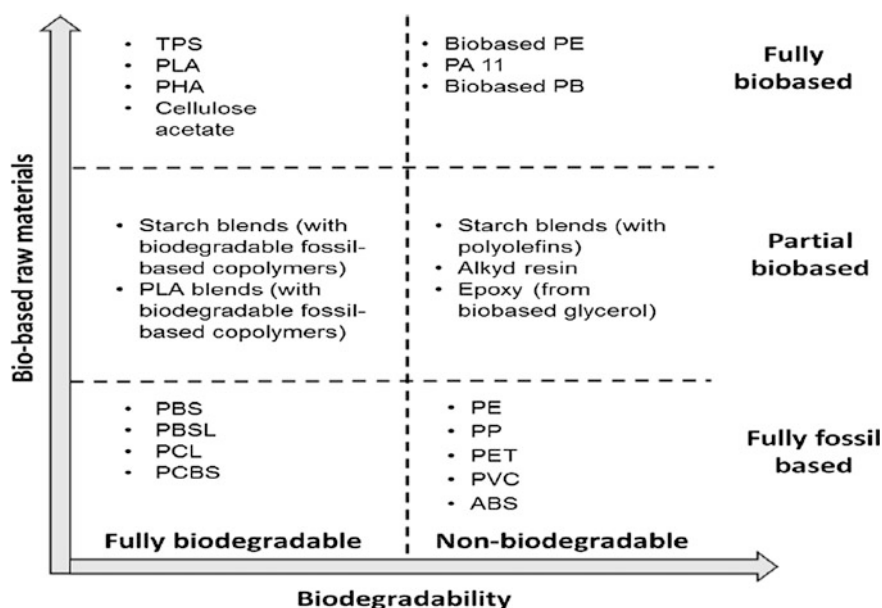 • TPS
• PLA
• PHA
• Cellulose
acetate
• Biobased PE
• PA 11
• Biobased PB
Fully
biobased
• Starch blends (with
biodegradable fossil-
based copolymers)
• PLA blends (with
biodegradable fossil-
based copolymers)
• Starch blends (with
polyolefins)
• Alkyd resin
• Epoxy (from
biobased glycerol)
Partial
biobased
• PBS
• PBSL
• PCL
• PCBS
• PE
• PP
• PET
• PVC
• ABS
Fully fossil
based
Bio-based raw materials
Fully biodegradable
Non-biodegradable
Biodegradability